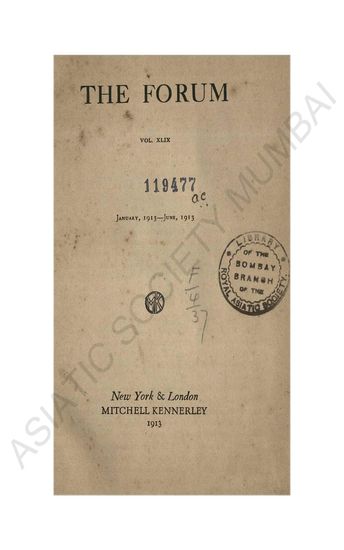 THE FORUM
VOL. XLIX
119477
ac
JANUARY, 1913—JUNE, 1913
LIBRARY
OF THE
BOMBAY
BRANCH
OF THE
ROYAL ASIATIC SOCIETY
MK
New York & London
MITCHELL KENNERLEY
1913
ASIATIC SOCIETY MUMBAI